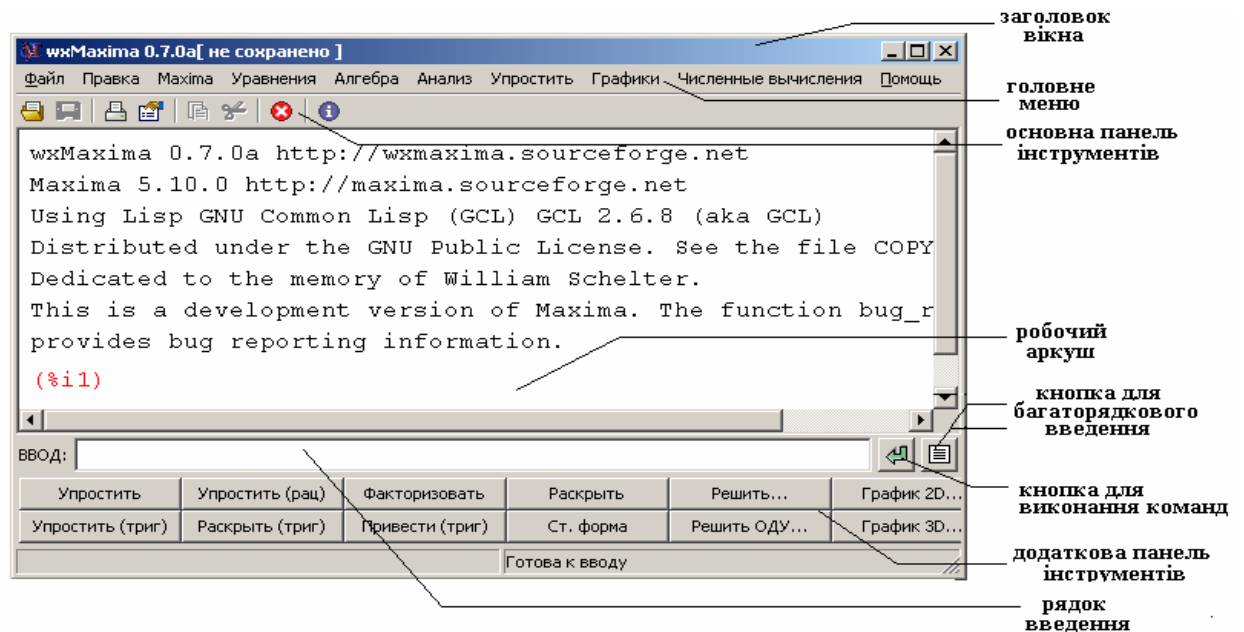 заголовок
вікна
wxMaxima 0.7.0a[ не сохранено ]
Файл Правка Maxima Уравнения Алгебра Анализ Упростить Графики Численные вычисления Помощь
головне
меню
основна панель
інструментів
wxMaxima 0.7.0a http://wxmaxima.sourceforge.net
Maxima 5.10.0 http://maxima.sourceforge.net
Using Lisp GNU Common Lisp (GCL) GCL 2.6.8 (aka GCL)
Distributed under the GNU Public License. See the file COPY
Dedicated to the memory of William Schelter.
This is a development version of Maxima. The function bug_r
provides bug reporting information.
(%i1)
робочий
аркуш
кнопка для
багаторядкового
введення
ВВОД:
Упростить Упростить (рац) Факторизовать Раскрыть Решить... График 2D...
Упростить (триг) Раскрыть (триг) Привести (триг) Ст. форма Решить ОДУ... График 3D...
кнопка для
виконання команд
Готова к вводу
додаткова панель
інструментів
рядок
введення